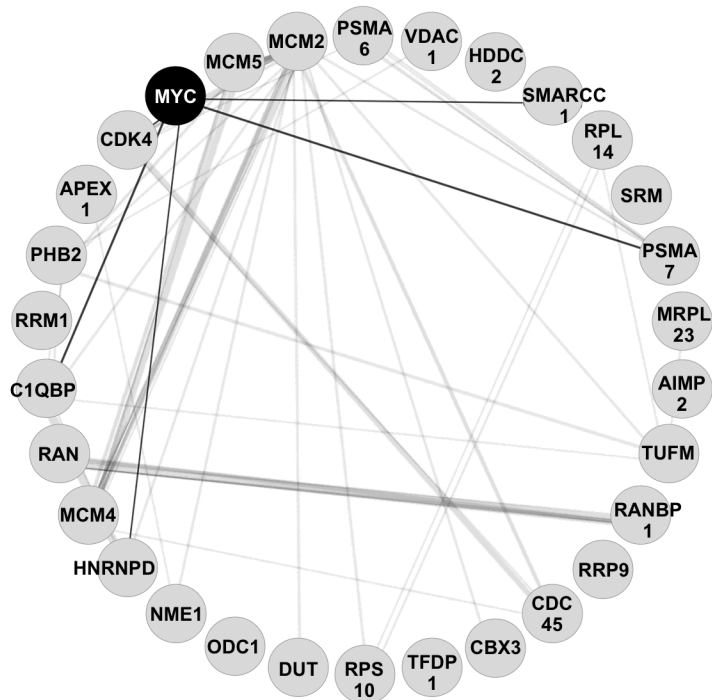 MCM2
PSMA
6
VDAC
1
HDDC
2
SMARCC
1
RPL
14
SRM
PSMA
7
MRPL
23
AIMP
2
TUFM
RANBP
1
RRP9
CDC
45
CBX3
TFDP
1
RPS
10
DUT
ODC1
NME1
HNRNPD
MCM4
RAN
C1QBP
RRM1
PHB2
APEX
1
CDK4
MYC
MCM5